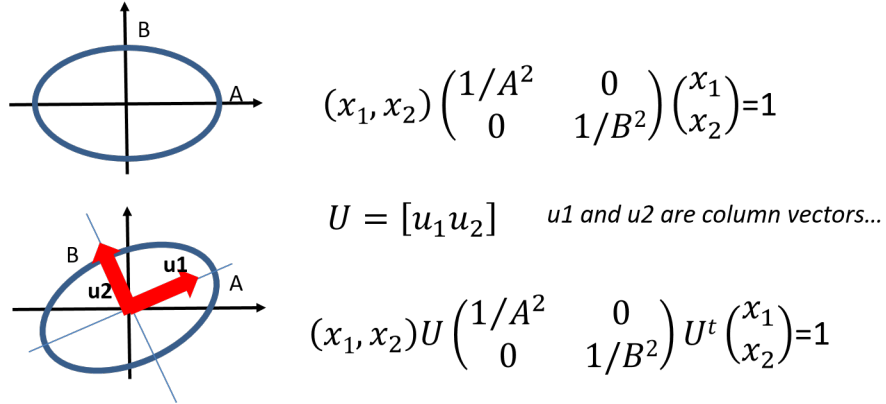 B
A
(x₁, x₂) (1/A² 0
0 1/B²) (x₁
x₂)=1
U = [u₁u₂] u1 and u2 are column vectors...
B
u1
u2
A
(x₁, x₂)U (1/A² 0
0 1/B²) Uᵗ (x₁
x₂)=1